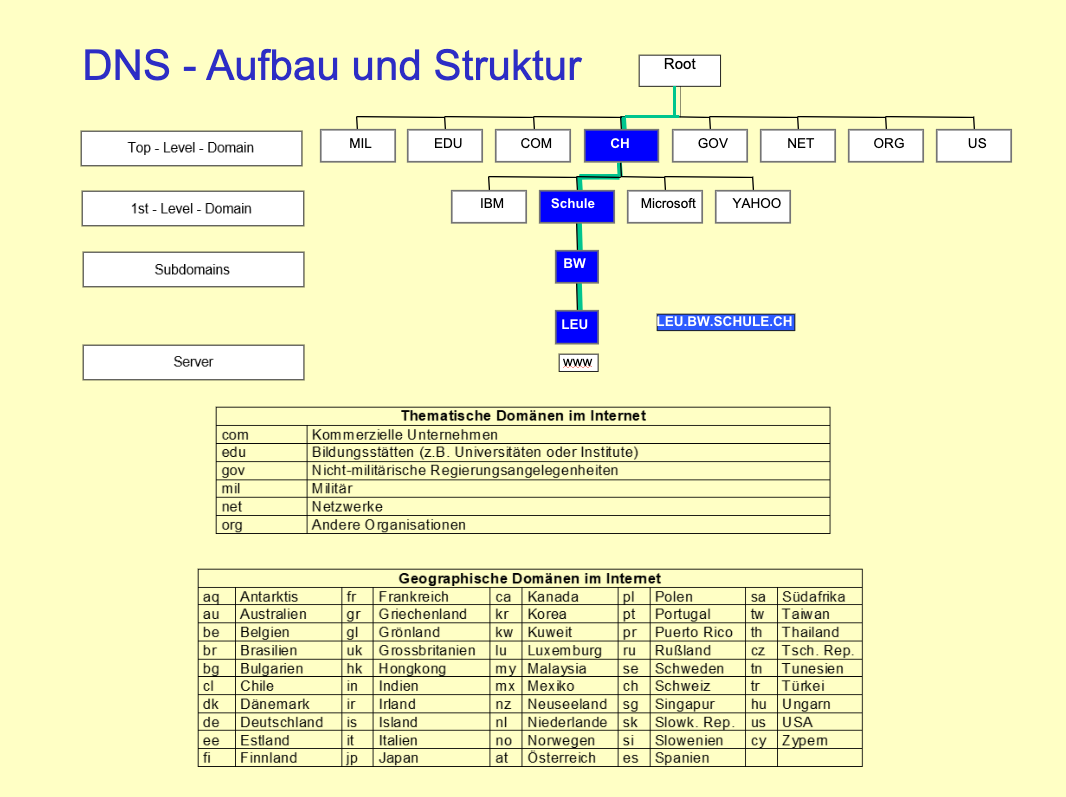 DNS - Aufbau und Struktur
Root
Top - Level - Domain
MIL EDU COM CH GOV NET ORG US
1st - Level - Domain
IBM Schule Microsoft YAHOO
Subdomains
BW
LEU
LEU.BW.SCHULE.CH
Server
www
Thematische Domänen im Internet
com Kommerzielle Unternehmen
edu Bildungsstätten (z.B. Universitäten oder Institute)
gov Nicht-militärische Regierungsangelegenheiten
mil Militär
net Netzwerke
org Andere Organisationen
Geographische Domänen im Internet
aq Antarktis fr Frankreich ca Kanada pl Polen sa Südafrika
au Australien gr Griechenland kr Korea pt Portugal tw Taiwan
be Belgien gl Grönland kw Kuweit pr Puerto Rico th Thailand
br Brasilien uk Grossbritanien lu Luxemburg ru Rußland cz Tsch. Rep.
bg Bulgarien hk Hongkong my Malaysia se Schweden tn Tunesien
cl Chile in Indien mx Mexiko ch Schweiz tr Türkei
dk Dänemark ir Irland nz Neuseeland sg Singapur hu Ungarn
de Deutschland is Island nl Niederlande sk Slowk. Rep. us USA
ee Estland it Italien no Norwegen si Slowenien cy Zypern
fi Finnland jp Japan at Österreich es Spanien